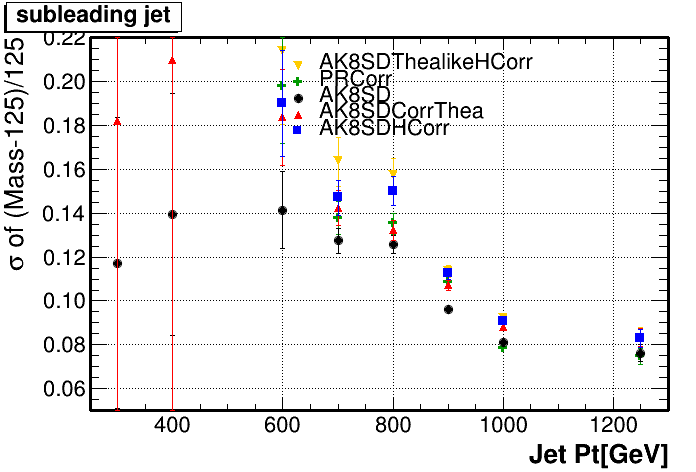 subleading jet
σ of (Mass-125)/125
0.22
0.20
0.18
0.16
0.14
0.12
0.10
0.08
0.06
AK8SDThealikeHCorr
PRCorr
AK8SD
AK8SDCorrThea
AK8SDHCorr
400 600 800 1000 1200
Jet Pt[GeV]